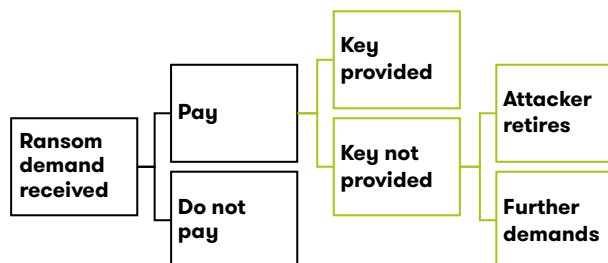 Ransom
demand
received
Pay
Do not
pay
Key
provided
Key not
provided
Attacker
retires
Further
demands